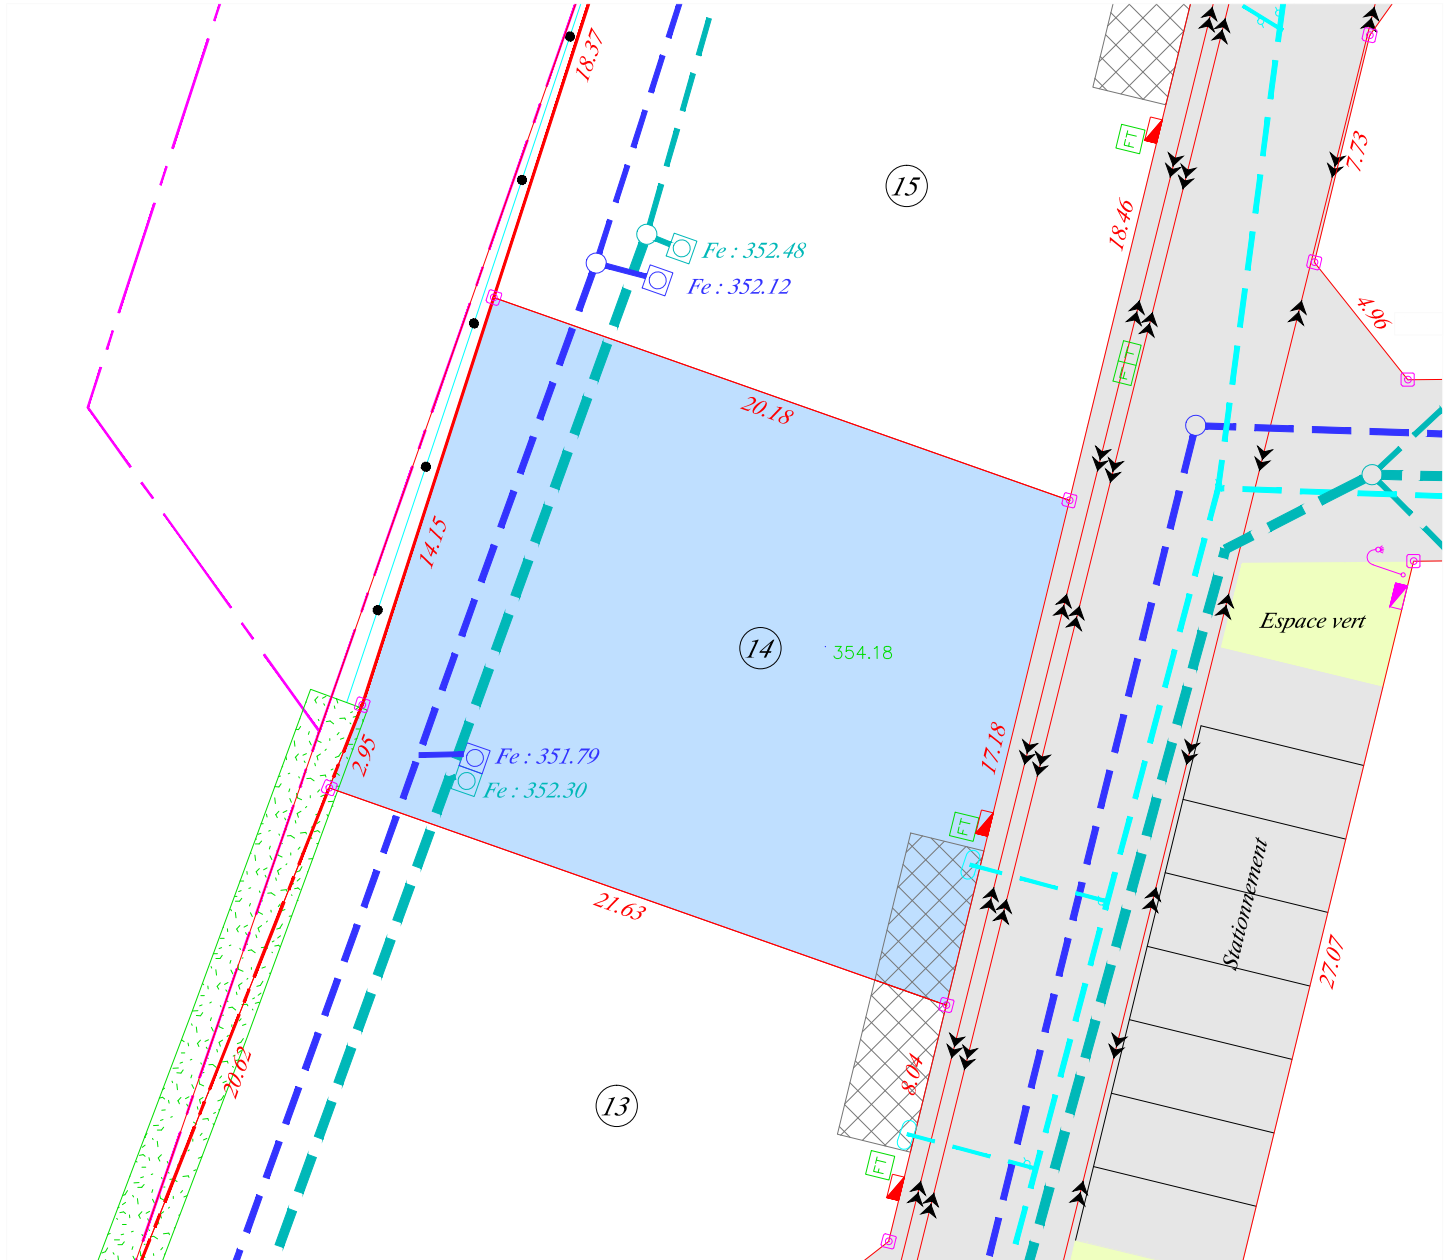 18.37
7.73
FT
15
18.46
Fe : 352.48
Fe : 352.12
4.96
FT
20.18
14.15
Espace vert
14
354.18
17.18
2.95
Fe : 351.79
Fe : 352.30
FT
Stationnement
21.63
27.07
20.62
8.04
13
FT